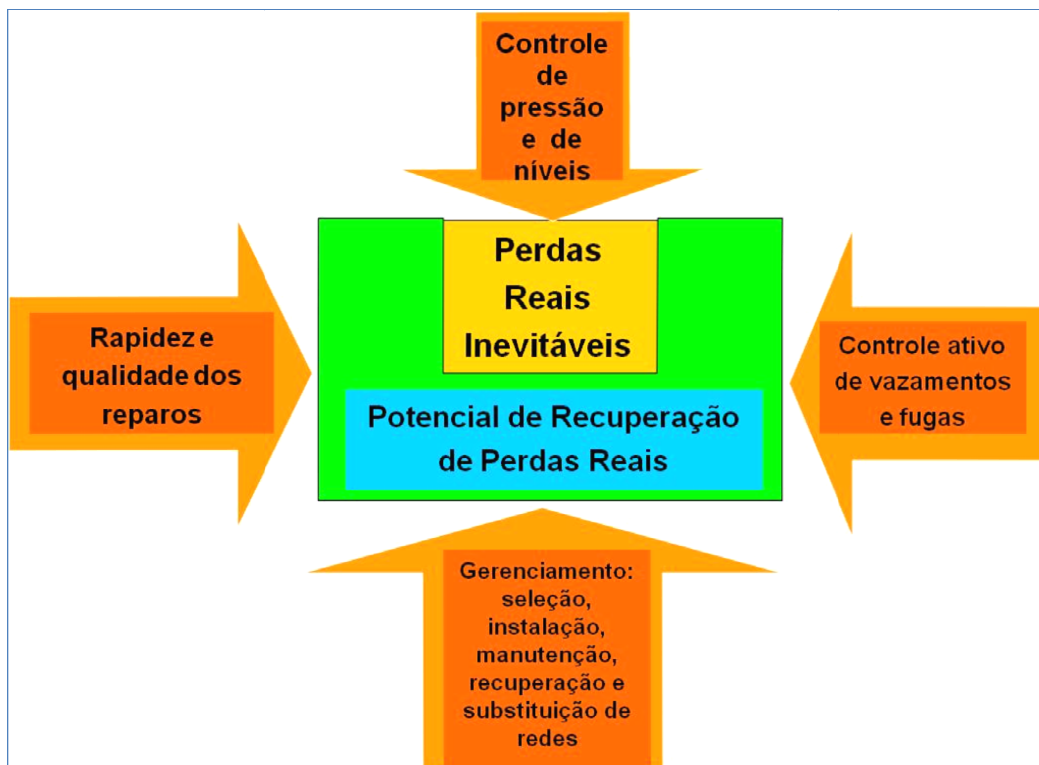 Controle
de
pressão
e de
níveis
Perdas
Reais
Inevitáveis
Rapidez e
qualidade dos
reparos
Controle ativo
de vazamentos
e fugas
Potencial de Recuperação
de Perdas Reais
Gerenciamento:
seleção,
instalação,
manutenção,
recuperação e
substituição de
redes